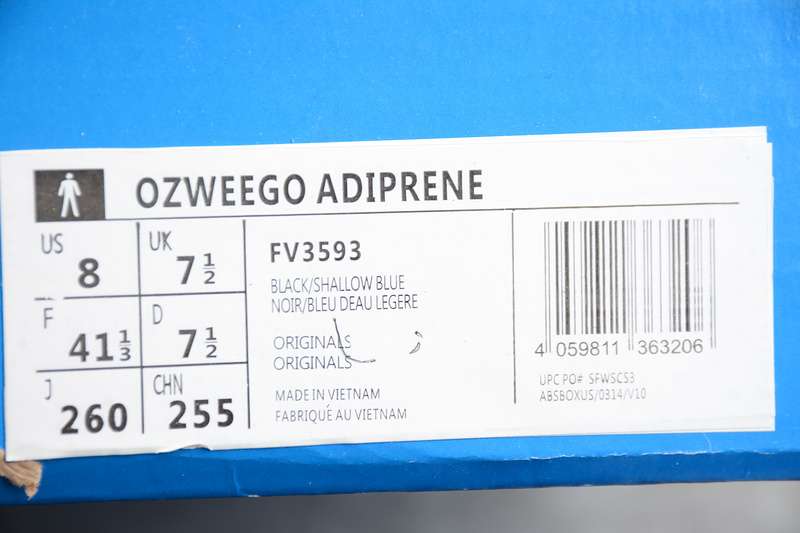 OZWEEGO ADIPRENE
US 8
UK 7 1/2
F 41 1/3
D 7 1/2
J 260
CHN 255
FV3593
BLACK/SHALLOW BLUE
NOIR/BLEU DEAU LEGERE
ORIGINALS
ORIGINALS
MADE IN VIETNAM
FABRIQUÉ AU VIETNAM
4 059811 363206
UPC PO# SFWSCS3
ABSBOXUS/0314/V10